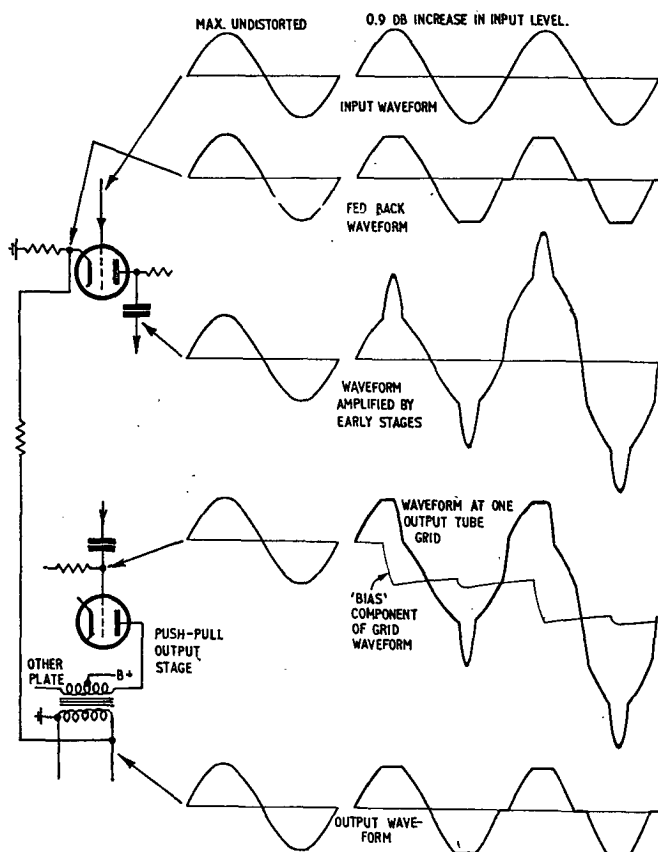 MAX. UNDISTORTED
0.9 DB INCREASE IN INPUT LEVEL.
INPUT WAVEFORM
FED BACK
WAVEFORM
WAVEFORM
AMPLIFIED BY
EARLY STAGES
WAVEFORM AT ONE
OUTPUT TUBE
GRID
'BIAS'
COMPONENT
OF GRID
WAVEFORM
PUSH-PULL
OUTPUT
STAGE
OTHER
PLATE
B+
OUTPUT WAVE-
FORM